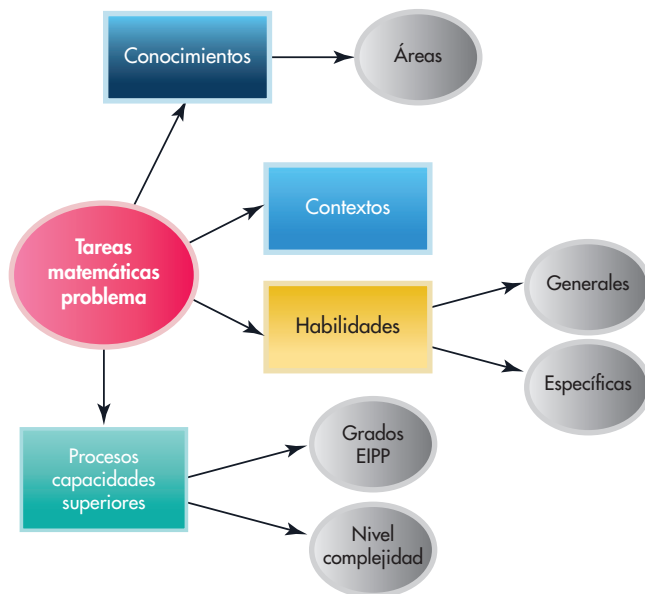 Conocimientos
Áreas
Contextos
Tareas
matemáticas
problema
Generales
Habilidades
Específicas
Procesos
capacidades
superiores
Grados
EIPP
Nivel
complejidad